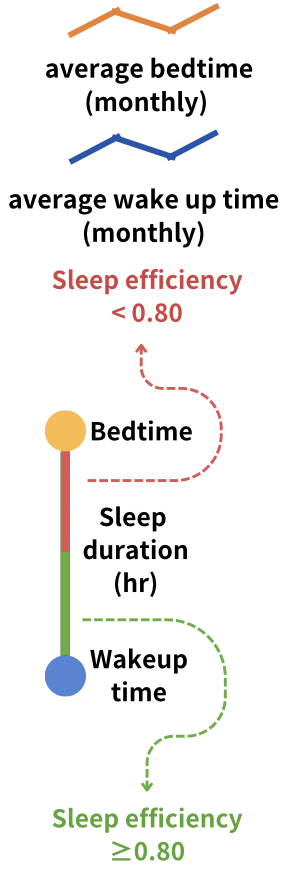 average bedtime
(monthly)
average wake up time
(monthly)
Sleep efficiency
< 0.80
Bedtime
Sleep
duration
(hr)
Wakeup
time
Sleep efficiency
≥0.80